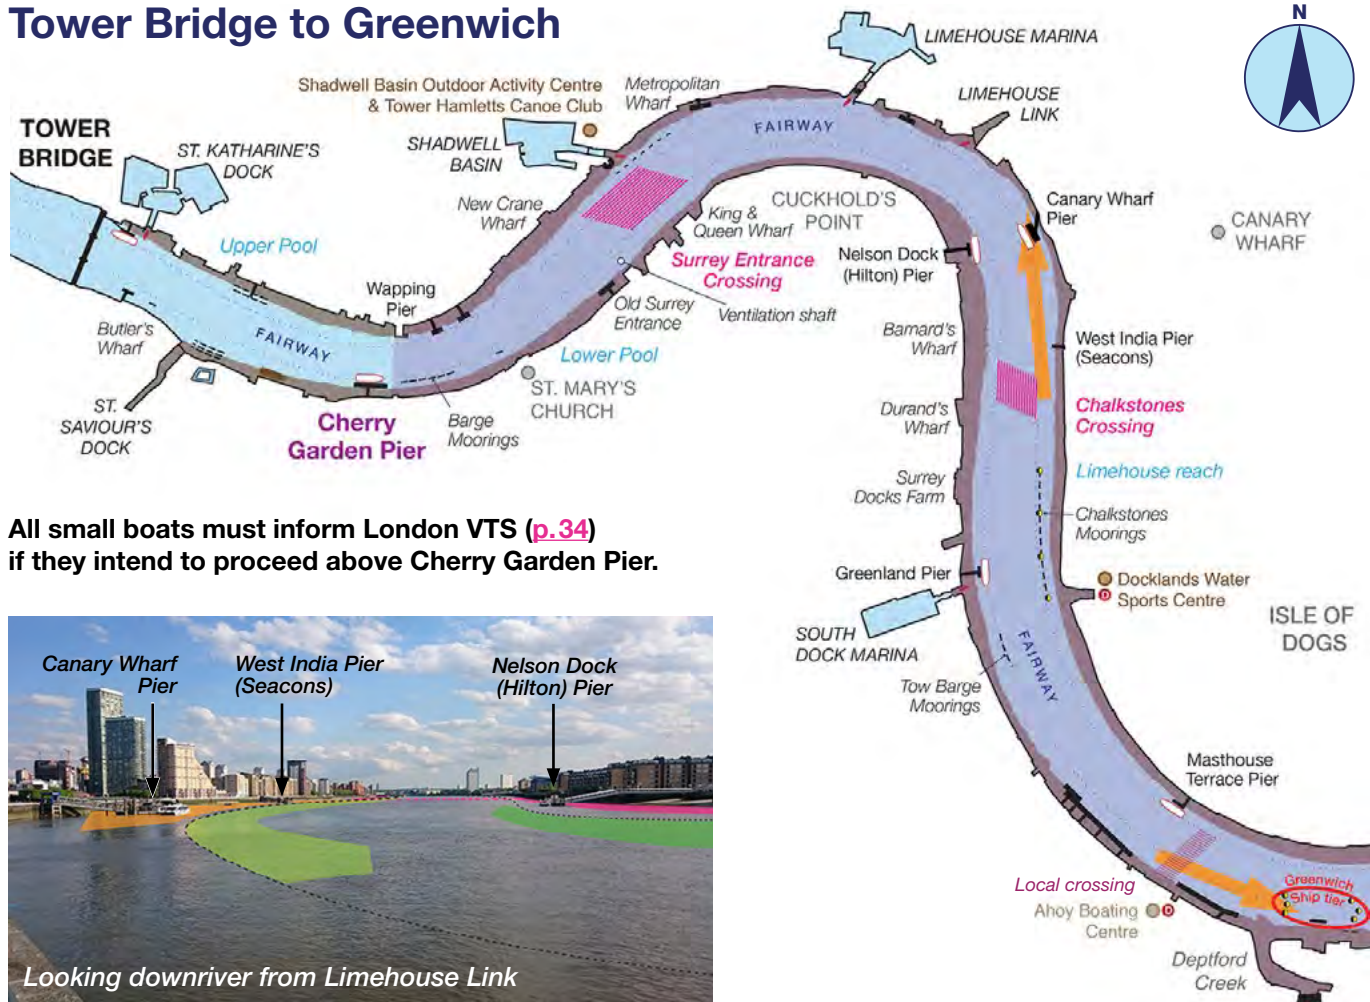 Tower Bridge to Greenwich
N
LIMEHOUSE MARINA
Shadwell Basin Outdoor Activity Centre
& Tower Hamletts Canoe Club
Metropolitan
Wharf
LIMEHOUSE
LINK
FAIRWAY
TOWER
BRIDGE
ST. KATHARINE'S
DOCK
SHADWELL
BASIN
New Crane
Wharf
King &
Queen Wharf
CUCKHOLD'S
POINT
Canary Wharf
Pier
CANARY
WHARF
Upper Pool
Nelson Dock
(Hilton) Pier
Surrey Entrance
Crossing
Wapping
Pier
Old Surrey
Entrance
Ventilation shaft
Butler's
Wharf
FAIRWAY
Barnard's
Wharf
West India Pier
(Seacons)
Lower Pool
ST. MARY'S
CHURCH
ST.
SAVIOUR'S
DOCK
Cherry
Garden Pier
Barge
Moorings
Durand's
Wharf
Chalkstones
Crossing
Surrey
Docks Farm
Limehouse reach
Chalkstones
Moorings
All small boats must inform London VTS (p.34)
if they intend to proceed above Cherry Garden Pier.
Greenland Pier
Docklands Water
D Sports Centre
SOUTH
DOCK MARINA
FAIRWAY
ISLE OF
DOGS
Tow Barge
Moorings
Masthouse
Terrace Pier
Canary Wharf
Pier
West India Pier
(Seacons)
Nelson Dock
(Hilton) Pier
Local crossing
Greenwich
Ship tier
Ahoy Boating
Centre
D
Deptford
Creek
Looking downriver from Limehouse Link